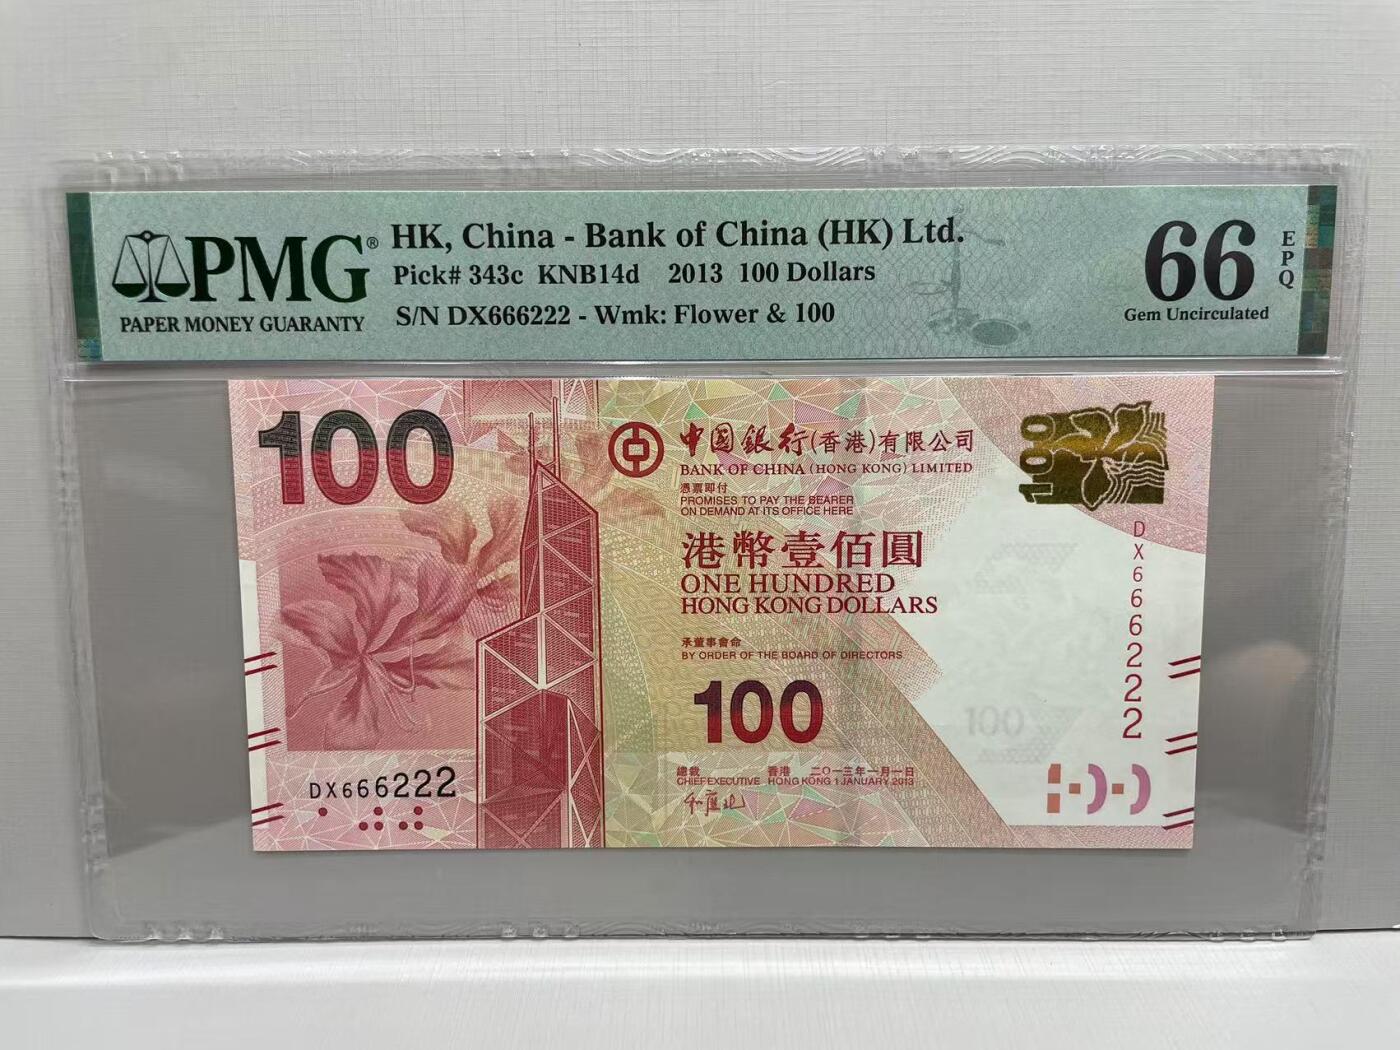 PMG®
PAPER MONEY GUARANTY
HK, China - Bank of China (HK) Ltd.
Pick# 343c KNB14d 2013 100 Dollars
S/N DX666222 - Wmk: Flower & 100
66
EPQ
Gem Uncirculated
100
中國銀行(香港)有限公司
BANK OF CHINA (HONG KONG) LIMITED
憑票即付
PROMISES TO PAY THE BEARER
ON DEMAND AT ITS OFFICE HERE
港幣壹佰圓
ONE HUNDRED
HONG KONG DOLLARS
承董事會命
BY ORDER OF THE BOARD OF DIRECTORS
100
總裁 香港 二〇一三年一月一日
CHIEF EXECUTIVE HONG KONG 1 JANUARY 2013
DX666222
100
DX666222
100